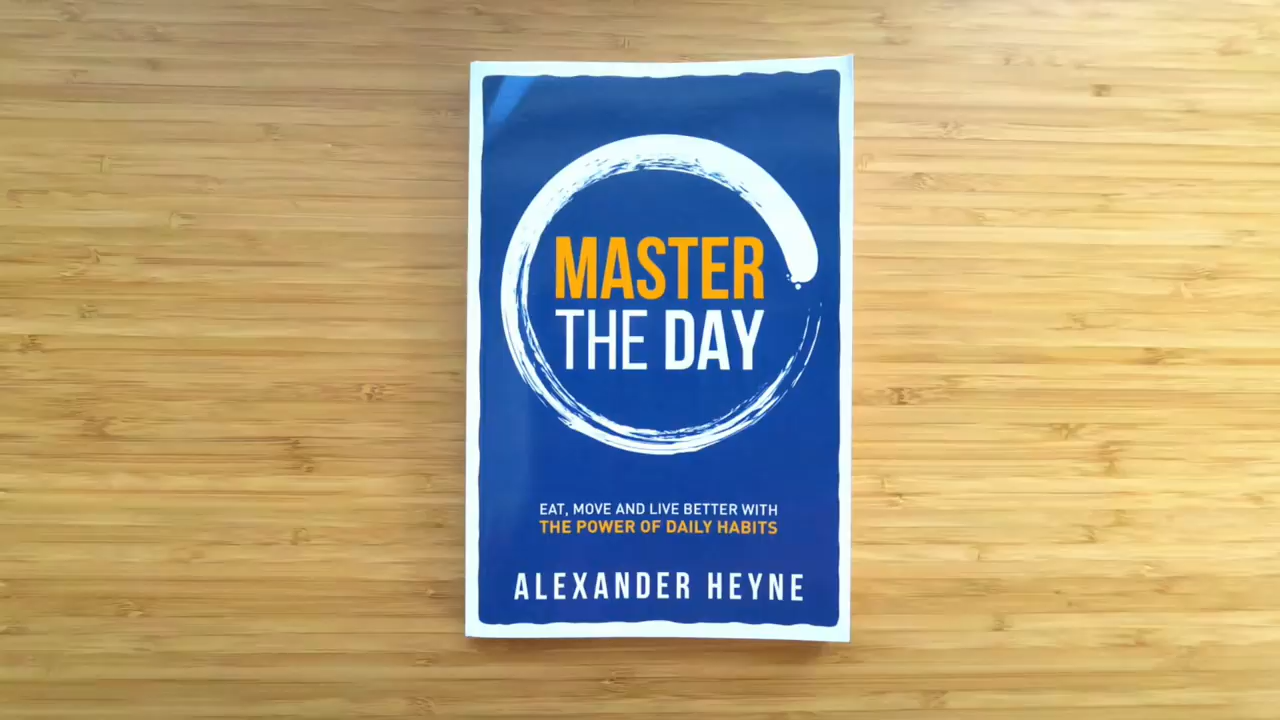 MASTER
THE DAY
EAT, MOVE AND LIVE BETTER WITH
THE POWER OF DAILY HABITS
ALEXANDER HEYNE